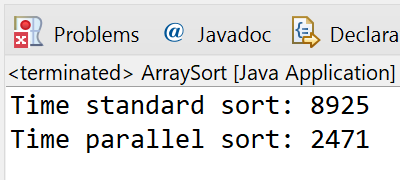 Problems @ Javadoc Declara
<terminated> ArraySort [Java Application]
Time standard sort: 8925
Time parallel sort: 2471